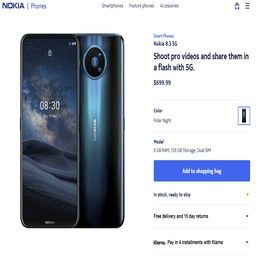 NOKIA | Phones
Smartphones Feature phones Accessories
Smart Phones
Nokia 8.3 5G
Shoot pro videos and share them in
a flash with 5G.
$699.99
Color
Polar Night
Model
8 GB RAM, 128 GB Storage, Dual SIM
Add to shopping bag
In stock, ready to ship
Free delivery and 15 day returns
Klarna. Pay in 4 installments with Klarna
08:30
NOKIA